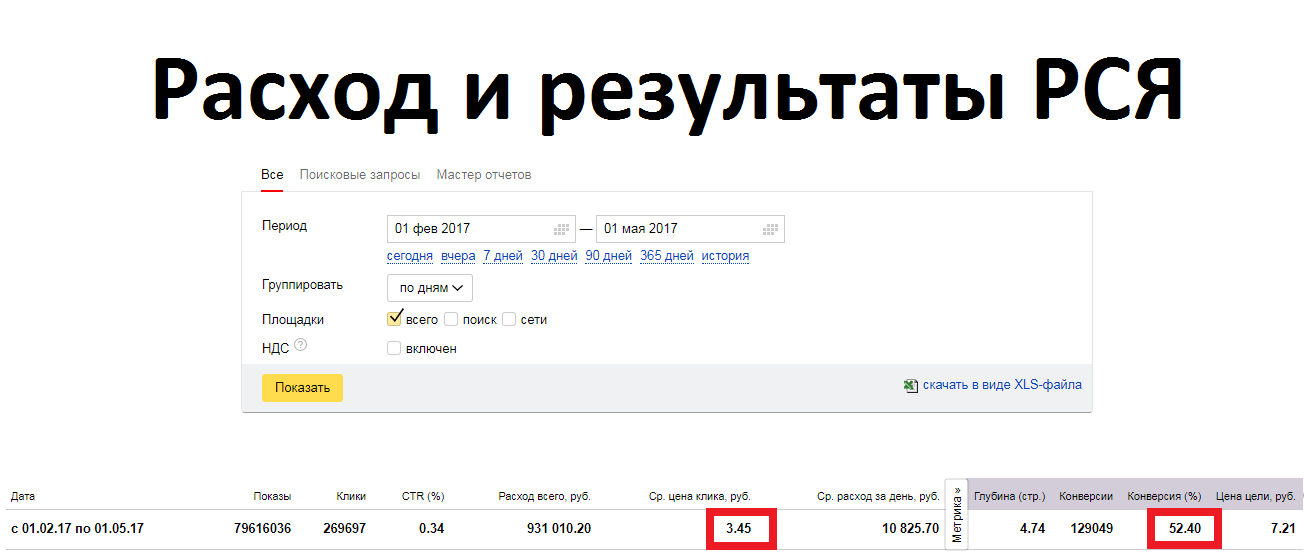 Расход и результаты РСЯ
Все Поисковые запросы Мастер отчетов
Период 01 фев 2017 — 01 мая 2017
сегодня вчера 7 дней 30 дней 90 дней 365 дней история
Группировать по дням
Площадки всего поиск сети
НДС ? включен
Показать скачать в виде XLS-файла
Дата Показы Клики CTR (%) Расход всего, руб. Ср. цена клика, руб. Ср. расход за день, руб. Метрика » Глубина (стр.) Конверсии Конверсия (%) Цена цели, руб.
с 01.02.17 по 01.05.17 79616036 269697 0.34 931 010.20 3.45 10 825.70 4.74 129049 52.40 7.21